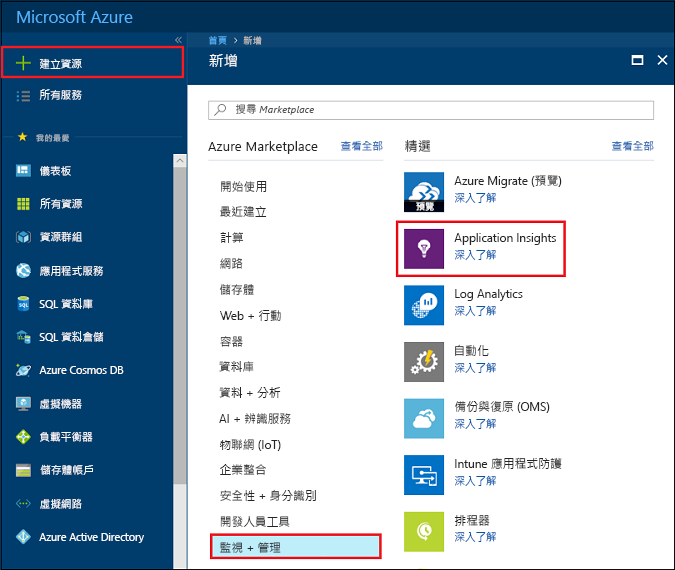 Microsoft Azure
«
建立資源
所有服務
我的最愛
儀表板
所有資源
資源群組
應用程式服務
SQL 資料庫
SQL 資料倉儲
Azure Cosmos DB
虛擬機器
負載平衡器
儲存體帳戶
虛擬網路
Azure Active Directory
首頁 > 新增
新增
搜尋 Marketplace
Azure Marketplace 查看全部
開始使用
最近建立
計算
網路
儲存體
Web + 行動
容器
資料庫
資料 + 分析
AI + 辨識服務
物聯網 (IoT)
企業整合
安全性 + 身分識別
開發人員工具
監視 + 管理
精選 查看全部
預覽
Azure Migrate (預覽)
深入了解
Application Insights
深入了解
Log Analytics
深入了解
自動化
深入了解
備份與復原 (OMS)
深入了解
Intune 應用程式防護
深入了解
排程器
深入了解